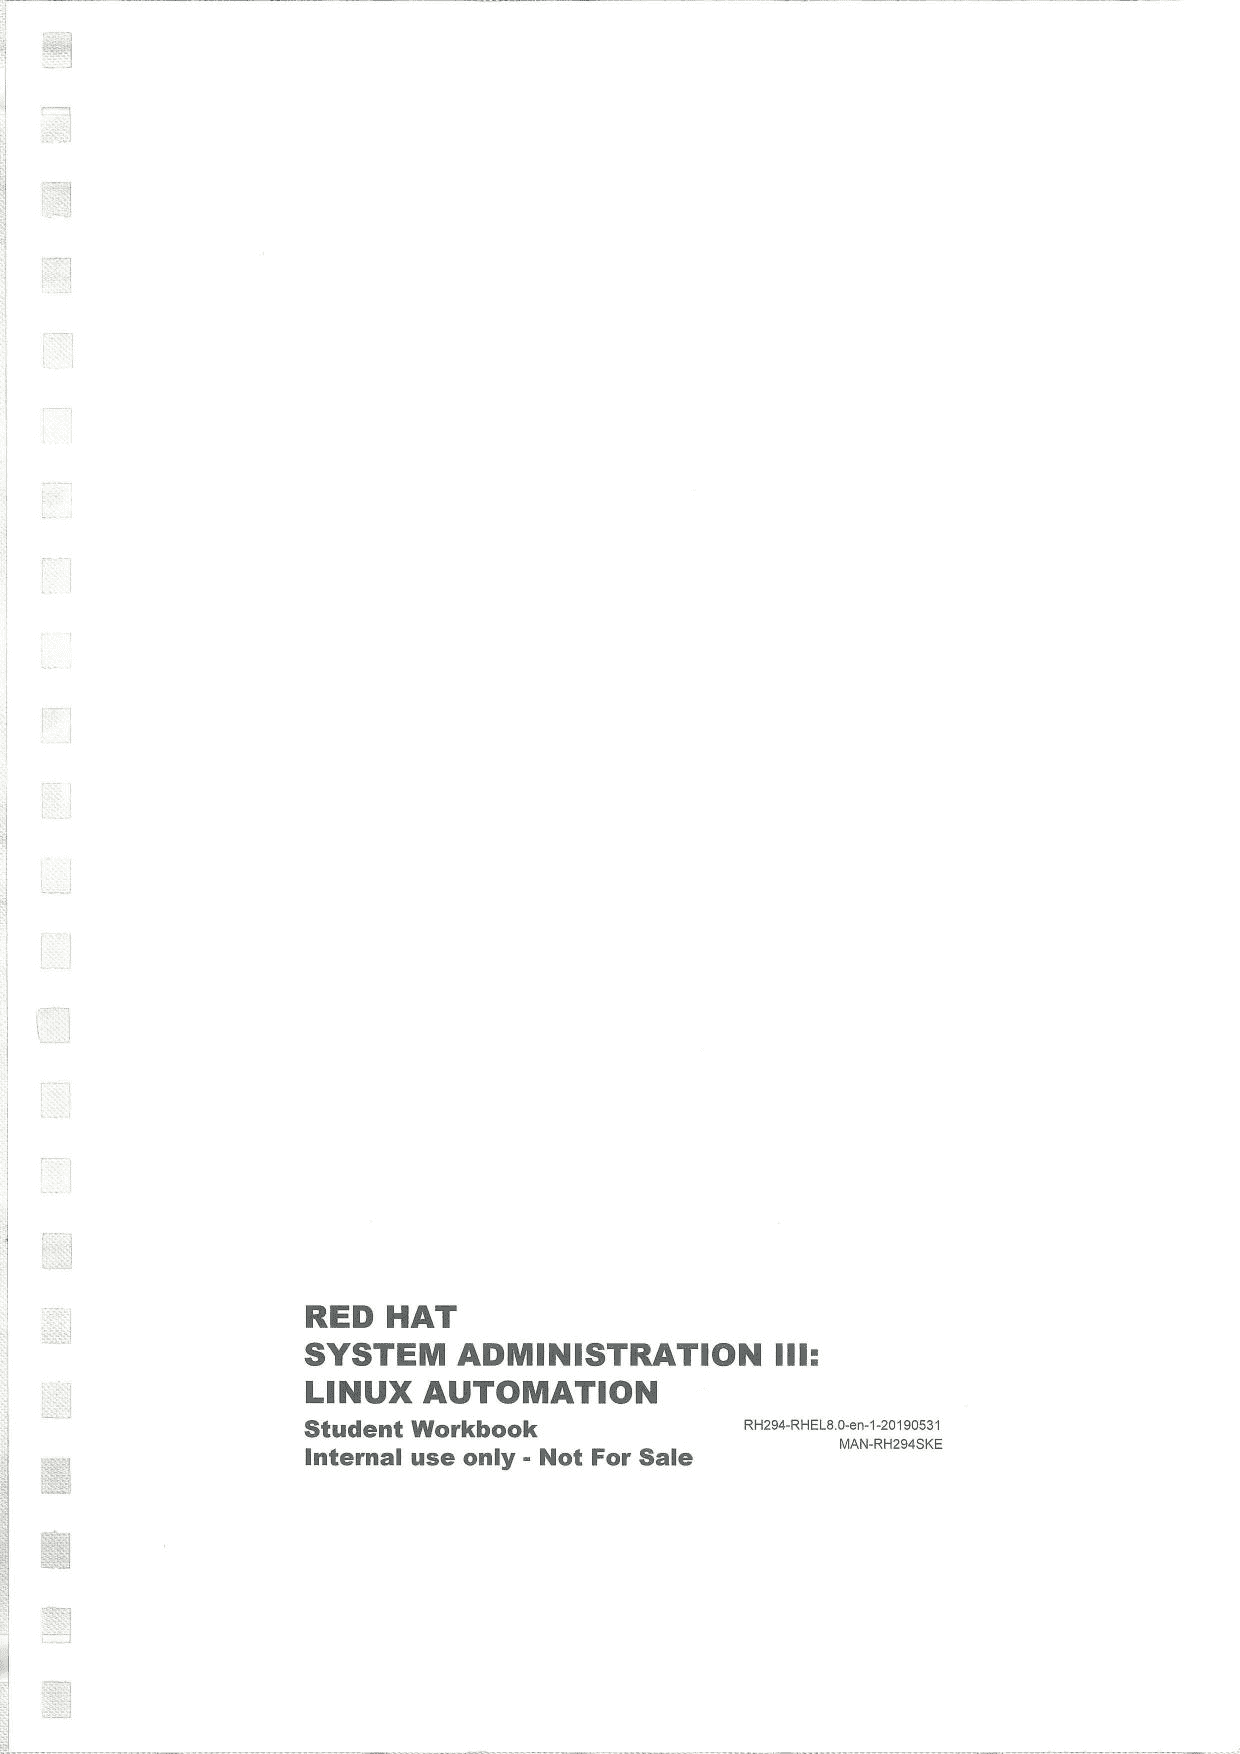 RED HAT
SYSTEM ADMINISTRATION III:
LINUX AUTOMATION
Student Workbook
Internal use only - Not For Sale
RH294-RHEL8.0-en-1-20190531
MAN-RH294SKE